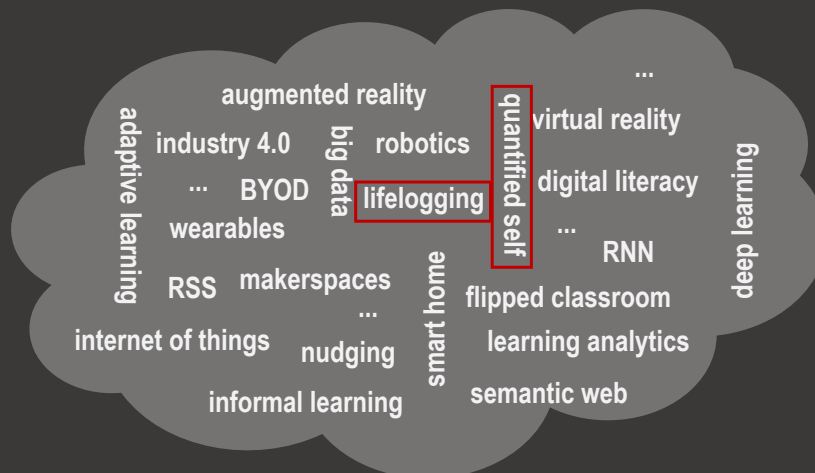 ...
augmented reality
quantified self
virtual reality
adaptive learning
industry 4.0
big data
robotics
deep learning
...
BYOD
lifelogging
digital literacy
wearables
...
RNN
RSS
makerspaces
smart home
flipped classroom
...
internet of things
nudging
learning analytics
informal learning
semantic web